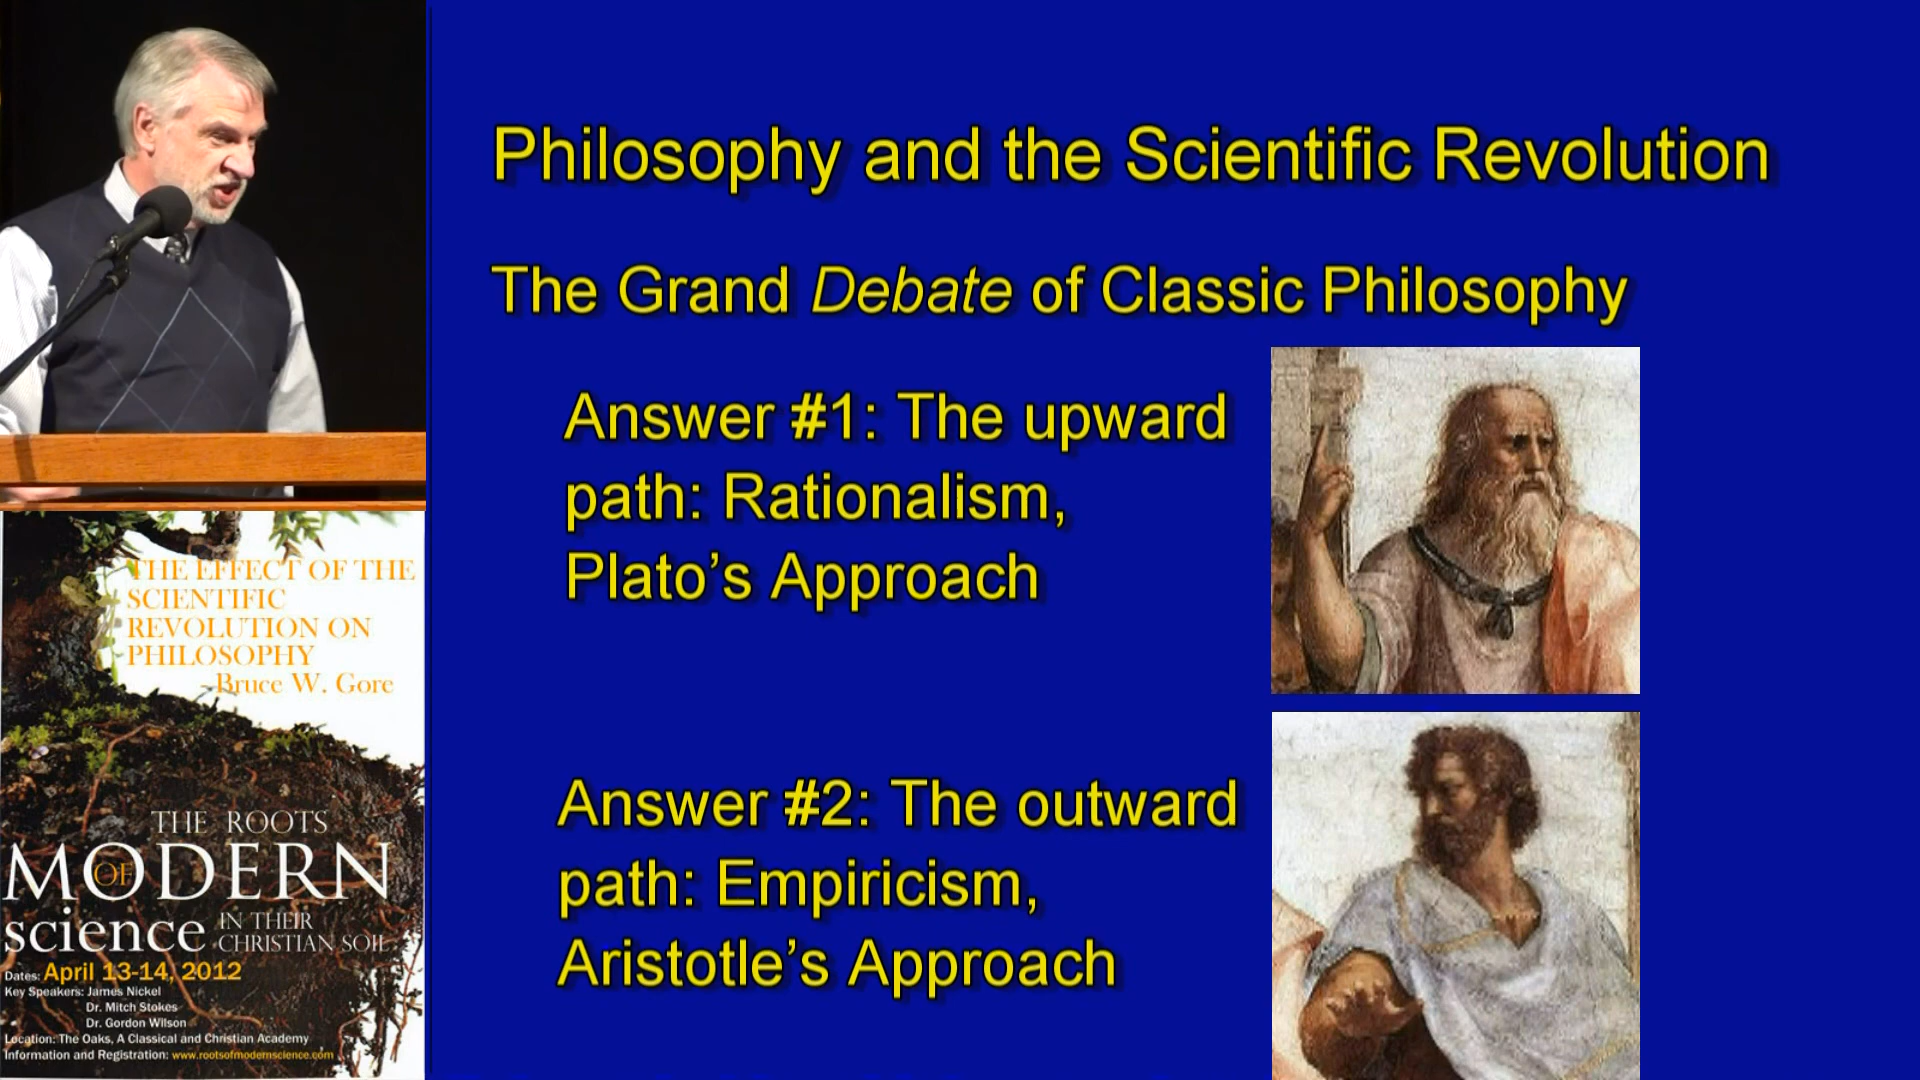 Philosophy and the Scientific Revolution
The Grand Debate of Classic Philosophy
Answer #1: The upward
path: Rationalism,
Plato’s Approach
Answer #2: The outward
path: Empiricism,
Aristotle’s Approach
THE EFFECT OF THE
SCIENTIFIC
REVOLUTION ON
PHILOSOPHY
–Bruce W. Gore
THE ROOTS
OF
MODERN
science IN THEIR
CHRISTIAN SOIL
Dates: April 13-14, 2012
Key Speakers: James Nickel
Dr. Mitch Stokes
Dr. Gordon Wilson
Location: The Oaks, A Classical and Christian Academy
Information and Registration: www.rootsofmodernscience.com